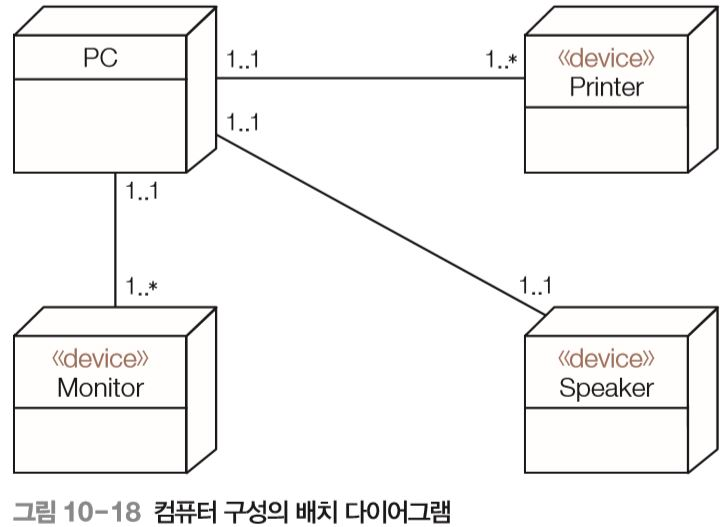 PC
1..1
1..*
«device»
Printer
1..1
1..1
1..*
1..1
«device»
Monitor
«device»
Speaker
그림 10-18 컴퓨터 구성의 배치 다이어그램